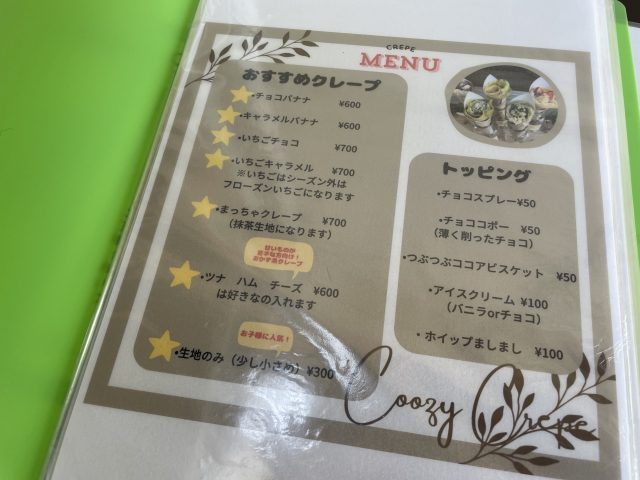 CREPE
MENU
おすすめクレープ
•チョコバナナ ¥600
•キャラメルバナナ ¥600
•いちごチョコ ¥700
•いちごキャラメル ¥700
※いちごはシーズン外は
フローズンいちごになります
•まっちゃクレープ ¥700
(抹茶生地になります)
甘いものが
苦手な方向け!
おかず系クレープ
•ツナ ハム チーズ ¥600
は好きなの入れます
お子様に人気!
•生地のみ(少し小さめ)¥300
トッピング
•チョコスプレー¥50
•チョココポー ¥50
(薄く削ったチョコ)
•つぶつぶココアビスケット ¥50
•アイスクリーム ¥100
(バニラorチョコ)
•ホイップましまし ¥100
Coozy Crepe